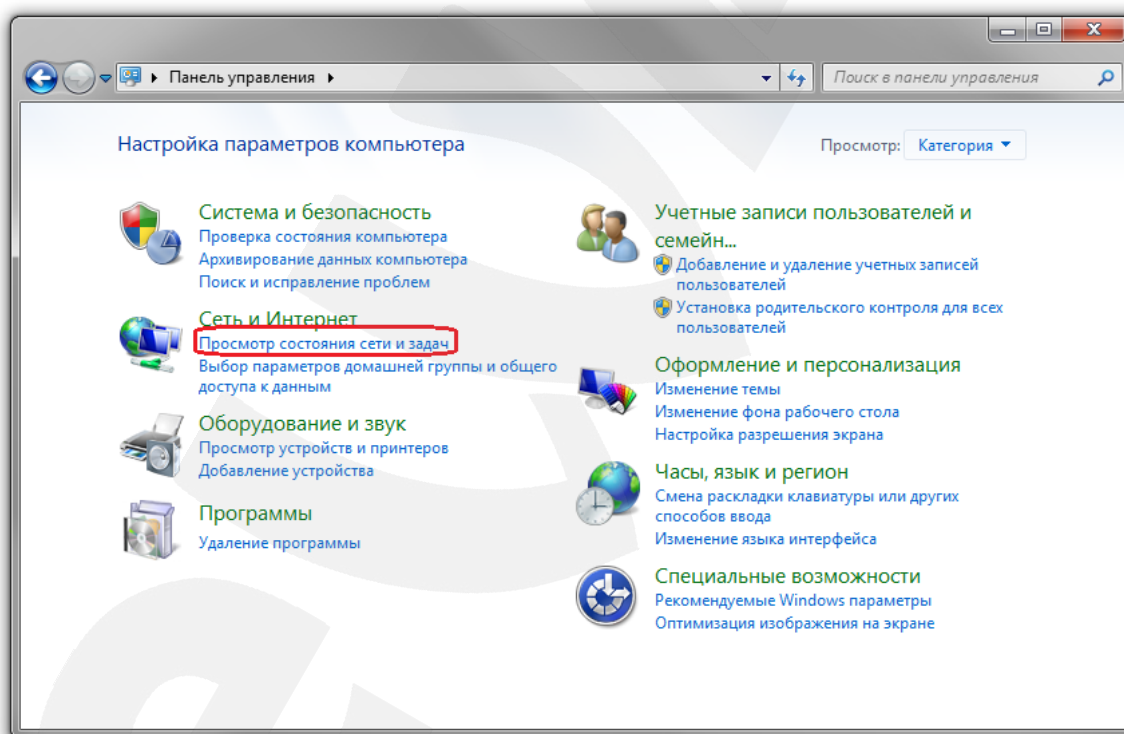 Панель управления
Поиск в панели управления
Настройка параметров компьютера
Просмотр: Категория
Система и безопасность
Проверка состояния компьютера
Архивирование данных компьютера
Поиск и исправление проблем
Сеть и Интернет
Просмотр состояния сети и задач
Выбор параметров домашней группы и общего
доступа к данным
Оборудование и звук
Просмотр устройств и принтеров
Добавление устройства
Программы
Удаление программы
Учетные записи пользователей и
семейн...
Добавление и удаление учетных записей
пользователей
Установка родительского контроля для всех
пользователей
Оформление и персонализация
Изменение темы
Изменение фона рабочего стола
Настройка разрешения экрана
Часы, язык и регион
Смена раскладки клавиатуры или других
способов ввода
Изменение языка интерфейса
Специальные возможности
Рекомендуемые Windows параметры
Оптимизация изображения на экране